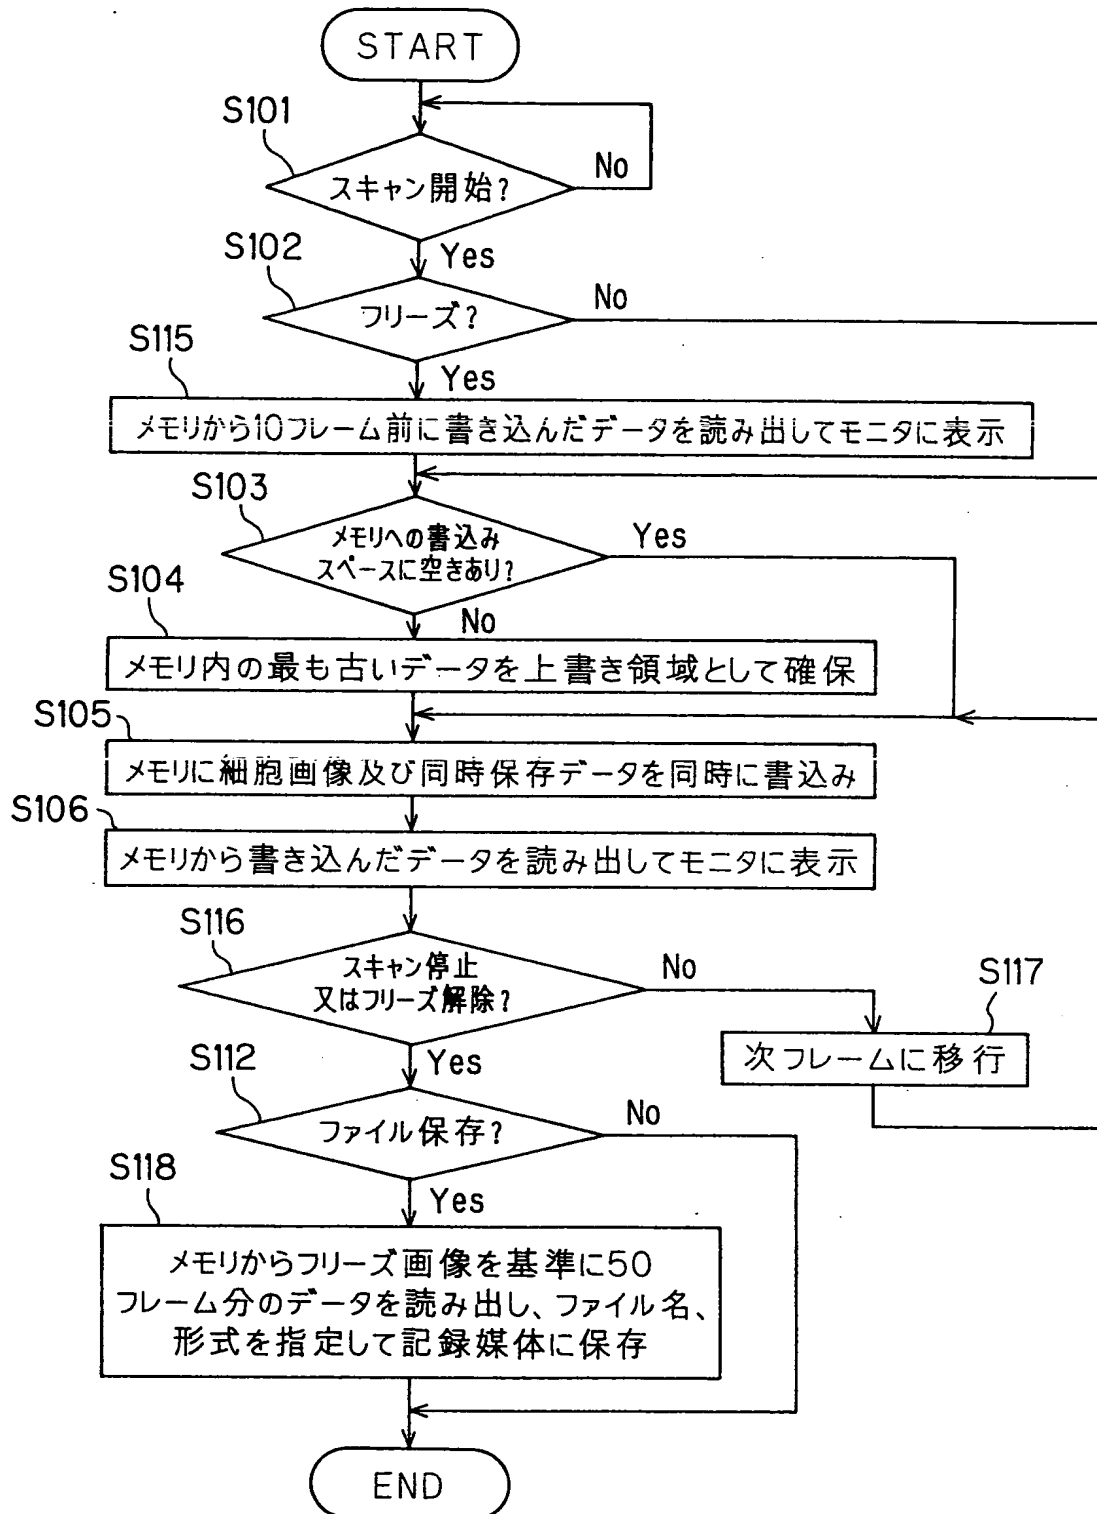 START
S101
スキャン開始?
No
Yes
S102
フリーズ?
No
Yes
S115
メモリから10フレーム前に書き込んだデータを読み出してモニタに表示
S103
メモリへの書込み
スペースに空きあり?
Yes
No
S104
メモリ内の最も古いデータを上書き領域として確保
S105
メモリに細胞画像及び同時保存データを同時に書込み
S106
メモリから書き込んだデータを読み出してモニタに表示
S116
スキャン停止
又はフリーズ解除?
No
Yes
S117
次フレームに移行
S112
ファイル保存?
No
Yes
S118
メモリからフリーズ画像を基準に50
フレーム分のデータを読み出し、ファイル名、
形式を指定して記録媒体に保存
END